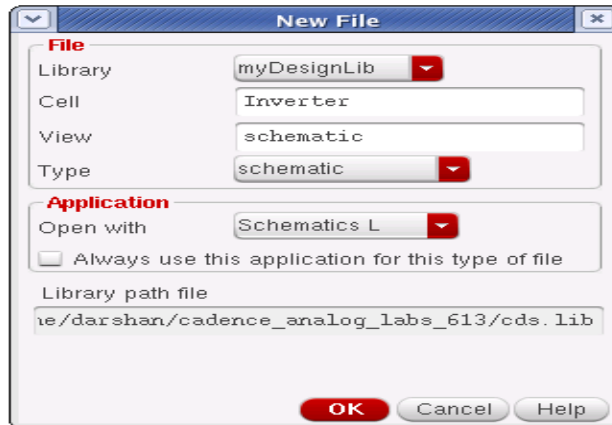 New File
File
Library myDesignLib
Cell Inverter
View schematic
Type schematic
Application
Open with Schematics L
Always use this application for this type of file
Library path file
/darshan/cadence_analog_labs_613/cds.lib
OK Cancel Help